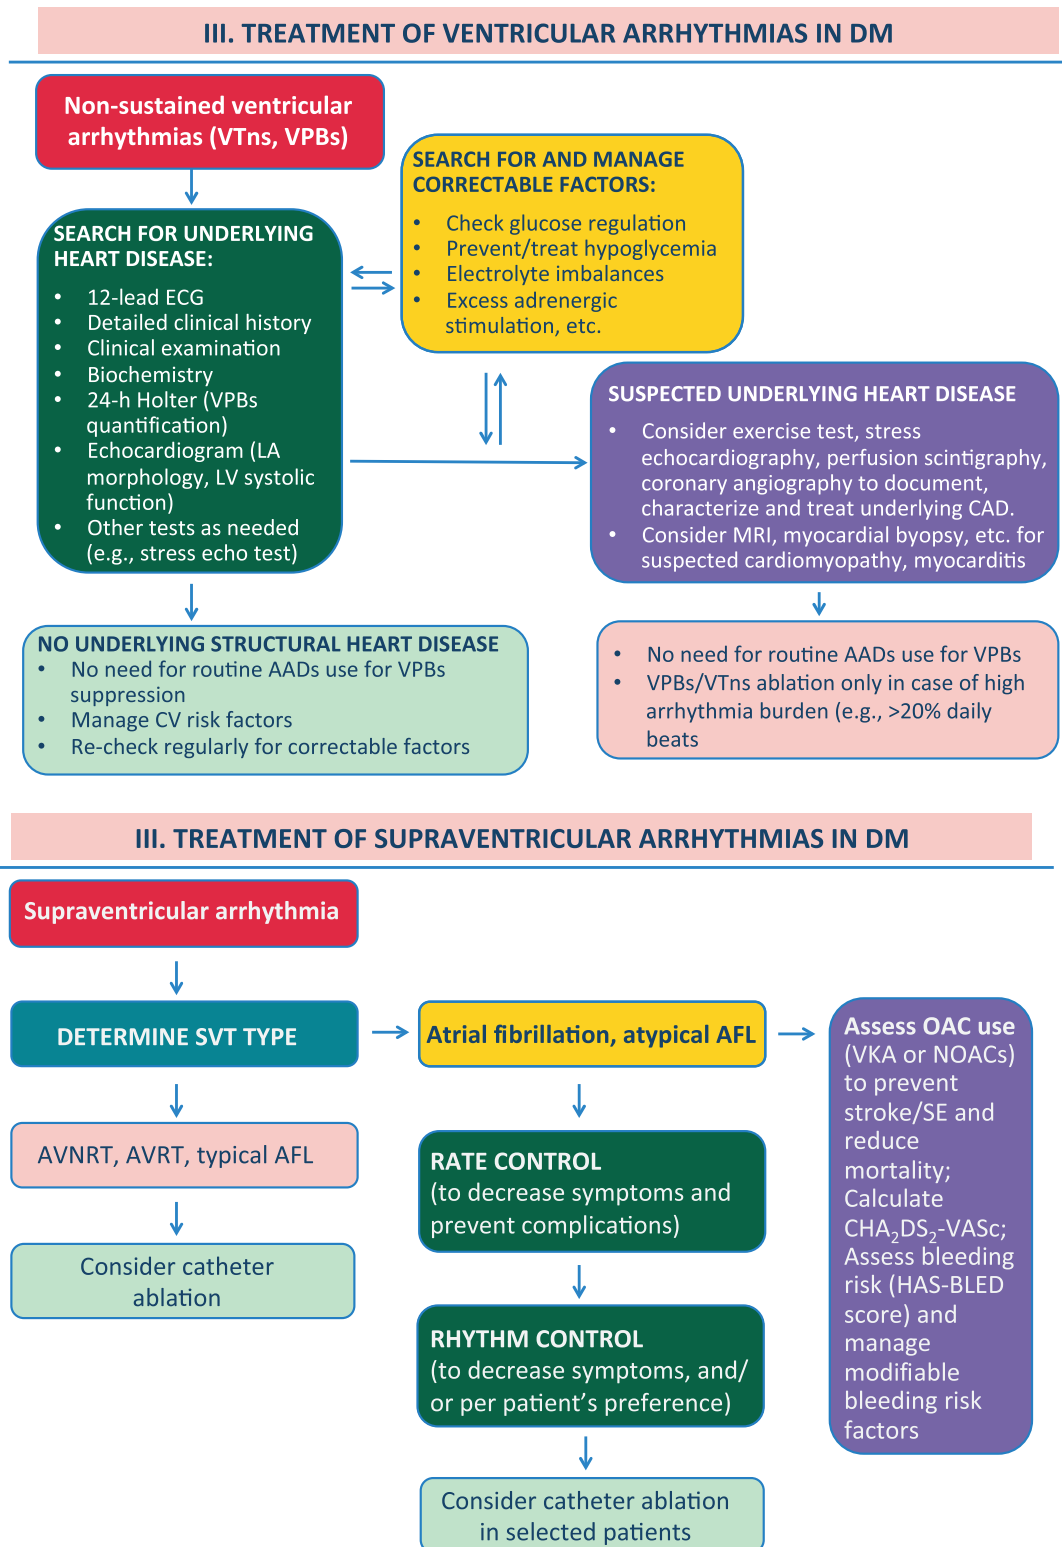 III. TREATMENT OF VENTRICULAR ARRHYTHMIAS IN DM
Non-sustained ventricular
arrhythmias (VTns, VPBs)
SEARCH FOR AND MANAGE
CORRECTABLE FACTORS:
• Check glucose regulation
• Prevent/treat hypoglycemia
• Electrolyte imbalances
• Excess adrenergic
stimulation, etc.
SEARCH FOR UNDERLYING
HEART DISEASE:
• 12-lead ECG
• Detailed clinical history
• Clinical examination
• Biochemistry
• 24-h Holter (VPBs
quantification)
• Echocardiogram (LA
morphology, LV systolic
function)
• Other tests as needed
(e.g., stress echo test)
SUSPECTED UNDERLYING HEART DISEASE
• Consider exercise test, stress
echocardiography, perfusion scintigraphy,
coronary angiography to document,
characterize and treat underlying CAD.
• Consider MRI, myocardial byopsy, etc. for
suspected cardiomyopathy, myocarditis
NO UNDERLYING STRUCTURAL HEART DISEASE
• No need for routine AADs use for VPBs
suppression
• Manage CV risk factors
• Re-check regularly for correctable factors
• No need for routine AADs use for VPBs
• VPBs/VTns ablation only in case of high
arrhythmia burden (e.g., >20% daily
beats
III. TREATMENT OF SUPRAVENTRICULAR ARRHYTHMIAS IN DM
Supraventricular arrhythmia
DETERMINE SVT TYPE
AVNRT, AVRT, typical AFL
Consider catheter
ablation
Atrial fibrillation, atypical AFL
RATE CONTROL
(to decrease symptoms and
prevent complications)
RHYTHM CONTROL
(to decrease symptoms, and/
or per patient's preference)
Consider catheter ablation
in selected patients
Assess OAC use
(VKA or NOACs)
to prevent
stroke/SE and
reduce
mortality;
Calculate
CHA₂DS₂-VASc;
Assess bleeding
risk (HAS-BLED
score) and
manage
modifiable
bleeding risk
factors